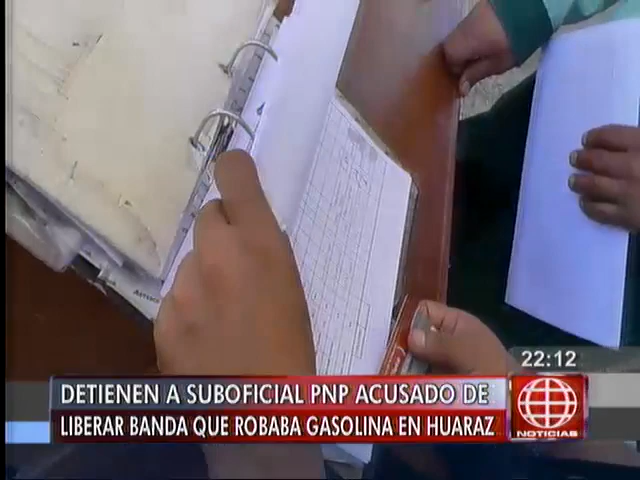 22:12
DETIENEN A SUBOFICIAL PNP ACUSADO DE
LIBERAR BANDA QUE ROBABA GASOLINA EN HUARAZ
NOTICIAS